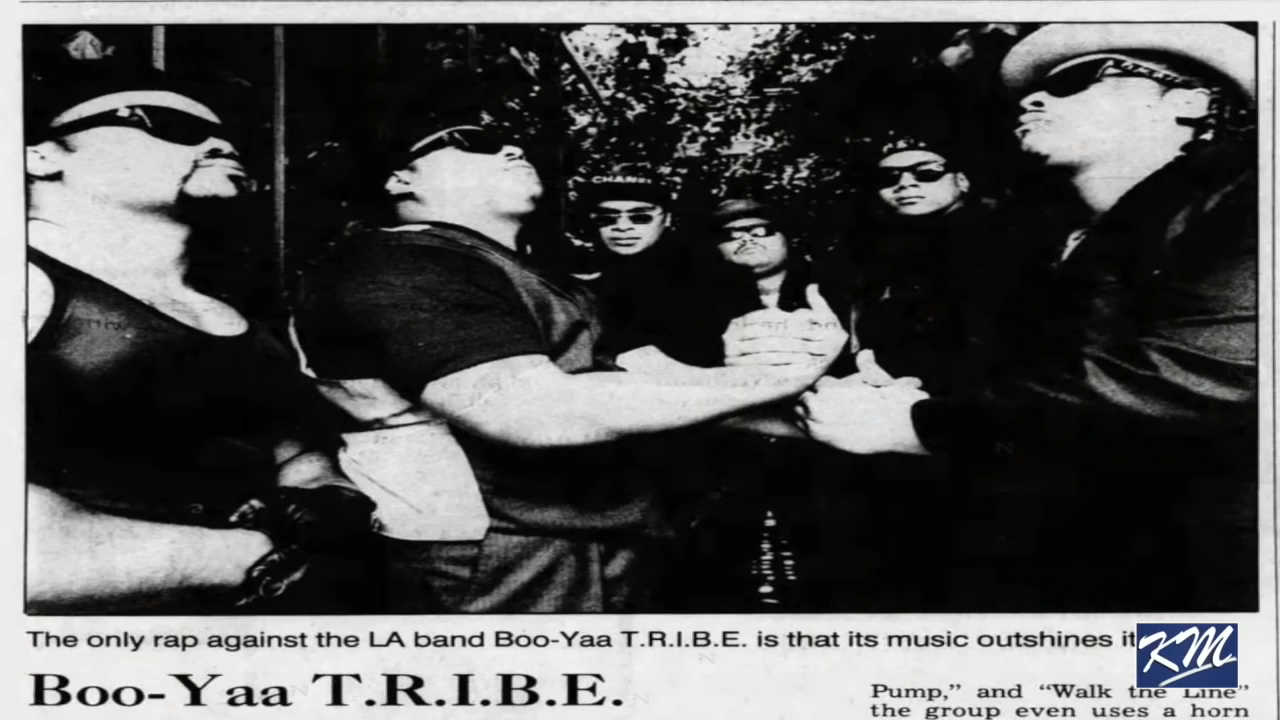 CHANEL
The only rap against the LA band Boo-Yaa T.R.I.B.E. is that its music outshines it
KM
Boo-Yaa T.R.I.B.E.
Pump,” and “Walk the Line”
the group even uses a horn